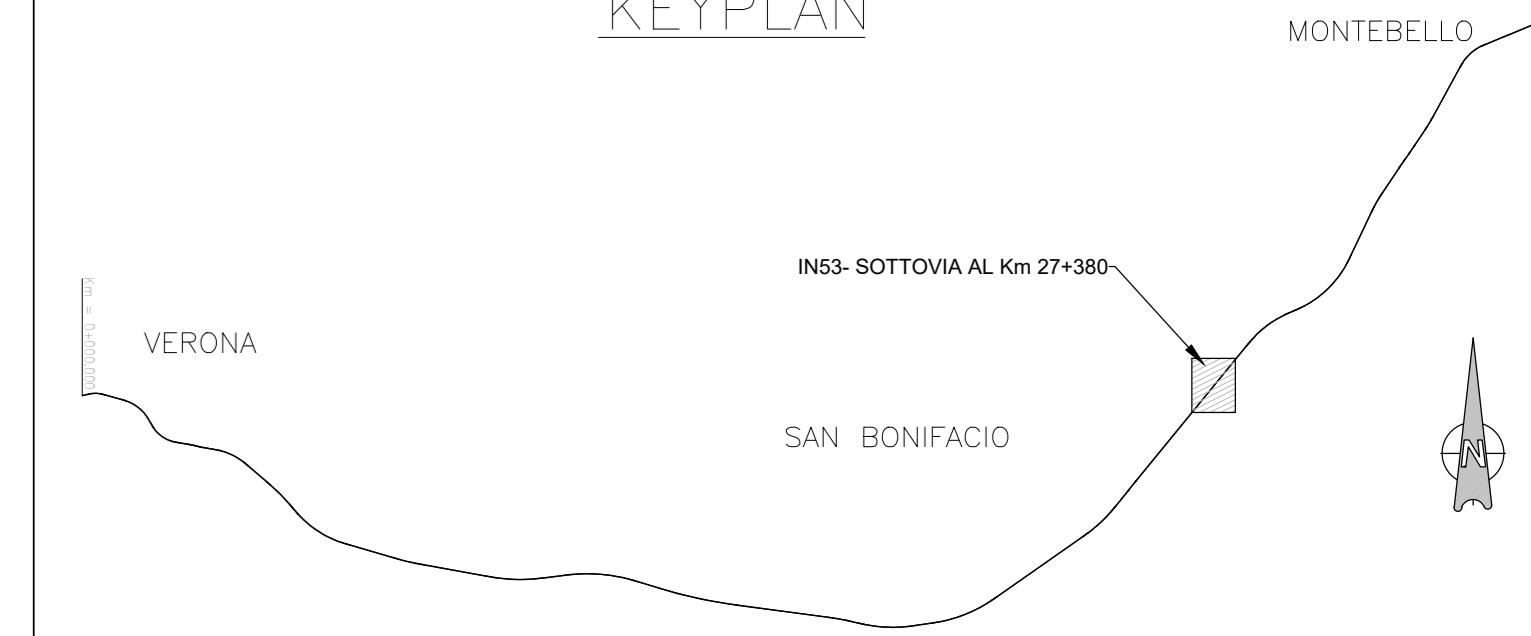 KEYPLAN
MONTEBELLO
IN53- SOTTOVIA AL Km 27+380
Km = 0+000.000
VERONA
SAN BONIFACIO
N